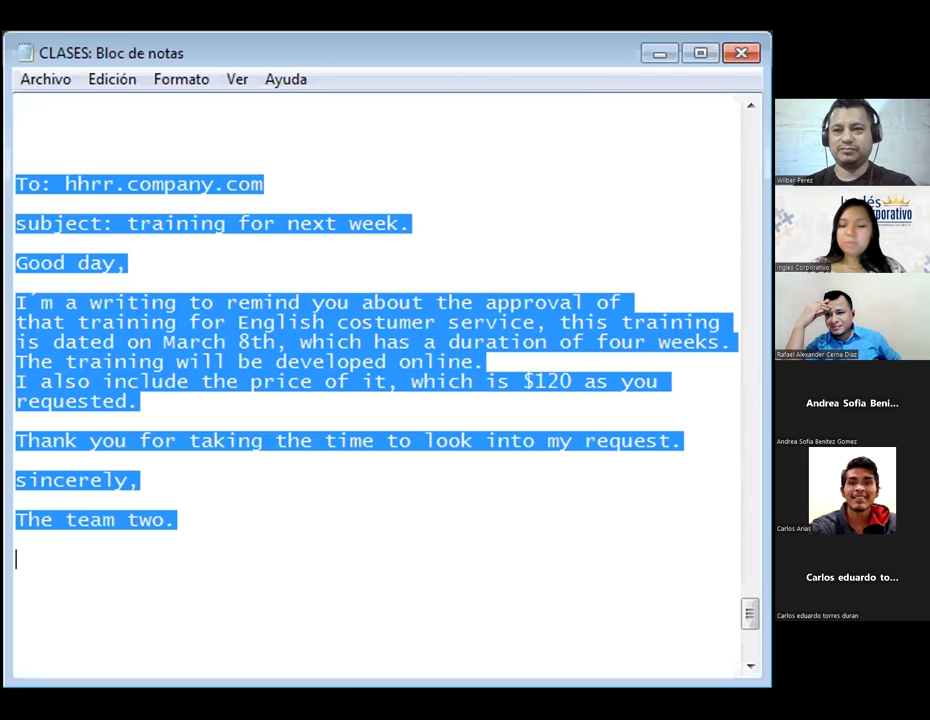 CLASES: Bloc de notas
Archivo Edición Formato Ver Ayuda
To: hhrr.company.com
subject: training for next week.
Good day,
I´m a writing to remind you about the approval of
that training for English costumer service, this training
is dated on March 8th, which has a duration of four weeks.
The training will be developed online.
I also include the price of it, which is $120 as you
requested.
Thank you for taking the time to look into my request.
sincerely,
The team two.
Wilber Perez
Inglés Corporativo
Rafael Alexander Cerna Díaz
Andrea Sofia Beni...
Andrea Sofia Benitez Gomez
Carlos Arias
Carlos eduardo to...
Carlos eduardo torres duran